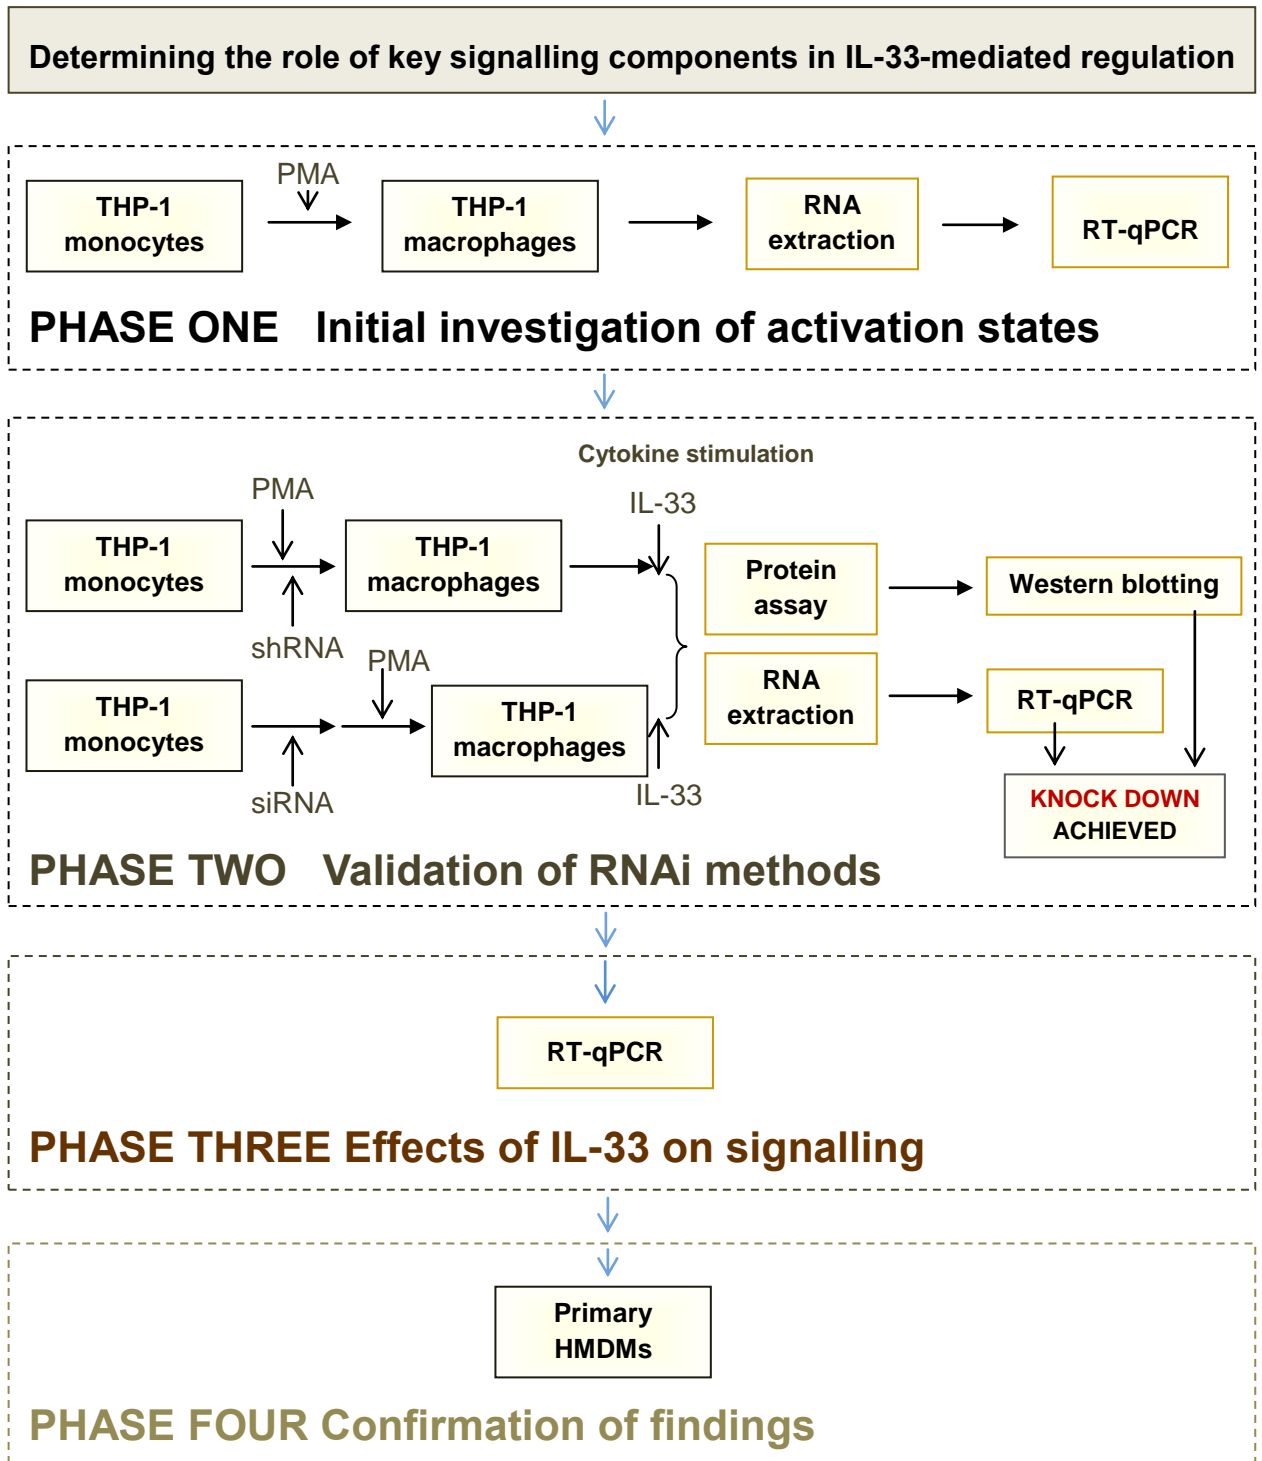 Determining the role of key signalling components in IL-33-mediated regulation
PMA
THP-1
monocytes
THP-1
macrophages
RNA
extraction
RT-qPCR
PHASE ONE Initial investigation of activation states
Cytokine stimulation
PMA
IL-33
THP-1
monocytes
THP-1
macrophages
Protein
assay
Western blotting
shRNA
PMA
THP-1
monocytes
THP-1
macrophages
RNA
extraction
RT-qPCR
siRNA
IL-33
KNOCK DOWN
ACHIEVED
PHASE TWO Validation of RNAi methods
RT-qPCR
PHASE THREE Effects of IL-33 on signalling
Primary
HMDMs
PHASE FOUR Confirmation of findings